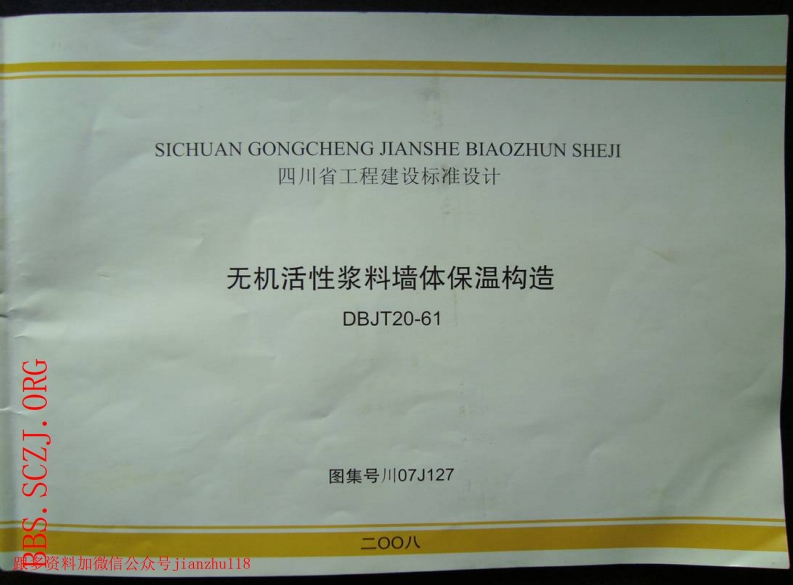 SICHUAN GONGCHENG JIANSHE BIAOZHUN SHEJI
四川省工程建设标准设计
无机活性浆料墙体保温构造
DBJT20-61
图集号川07J127
二〇〇八
BBS.SCZJ.ORG
跟多资料加微信公众号jianzhu118